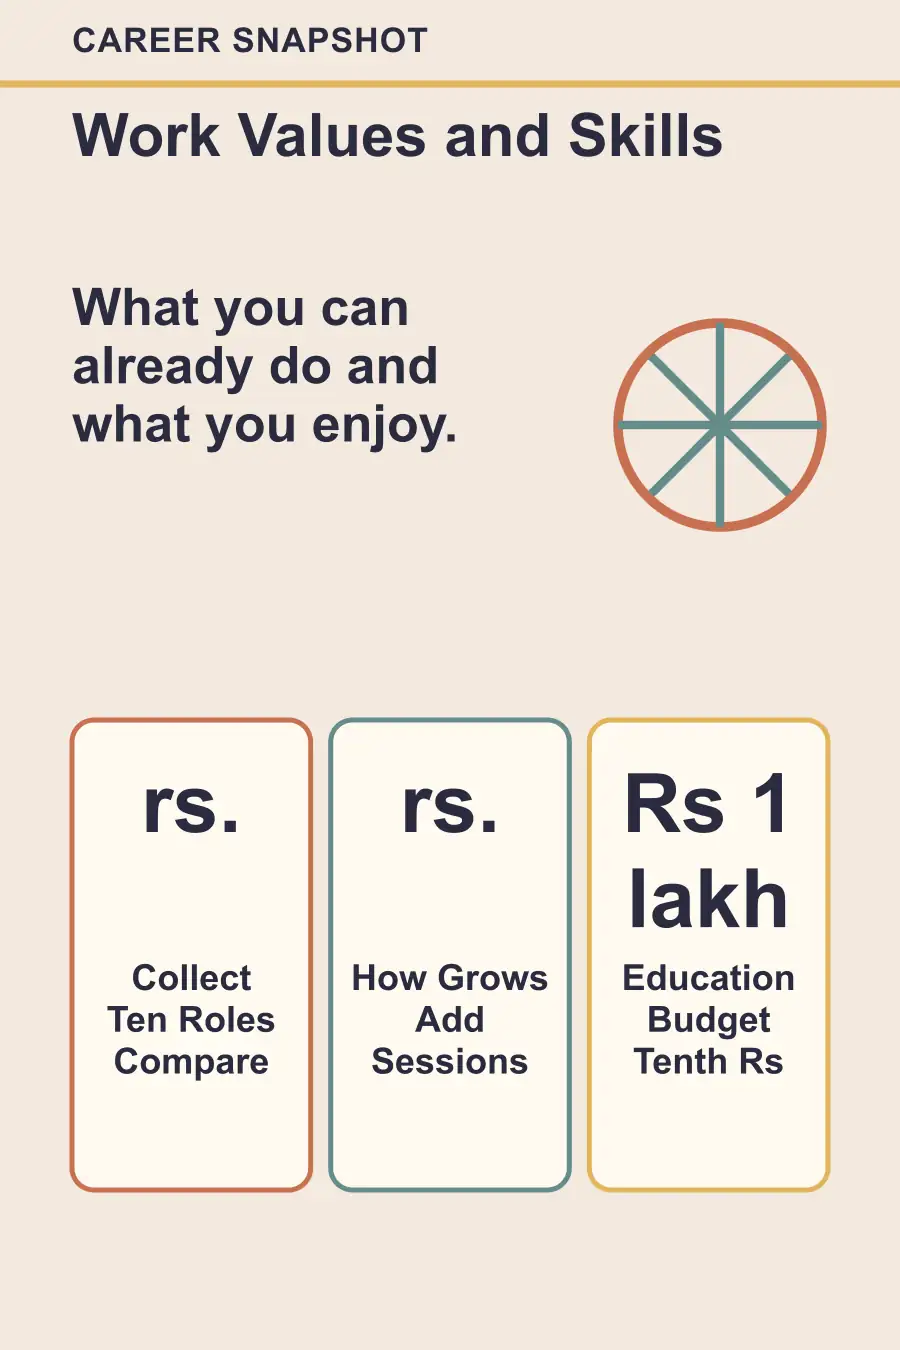 CAREER SNAPSHOT
Work Values and Skills
What you can
already do and
what you enjoy.
rs.
Collect
Ten Roles
Compare
rs.
How Grows
Add
Sessions
Rs 1
lakh
Education
Budget
Tenth Rs